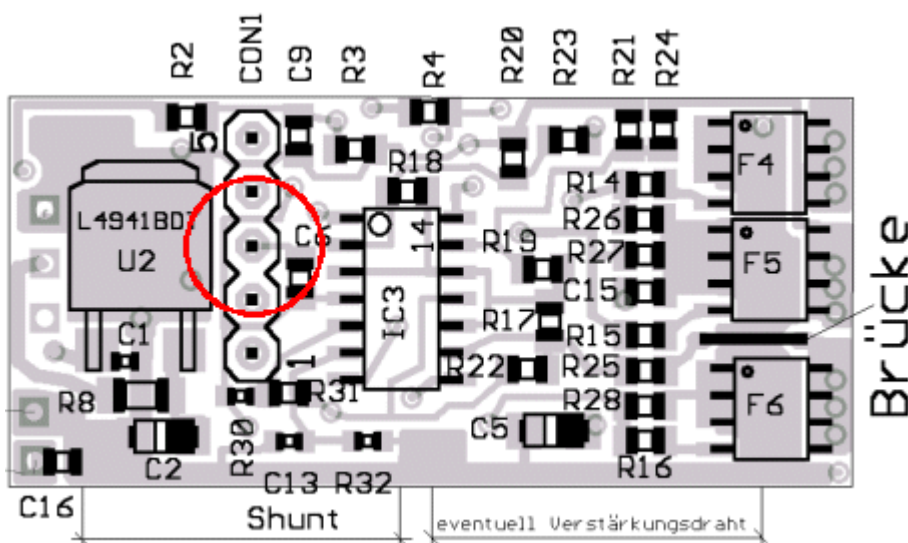 R2
CON1
C9
R3
R4
R20
R23
R21
R24
5
R18
F4
R14
L4941BDT
U2
C6
14
R19
R26
R27
F5
C15
IC3
R17
R15
Brücke
C1
1
R22
R25
F6
R8
R31
R28
C2
R30
C5
R16
C16
C13
R32
Shunt
eventuell Verstärkungsdraht